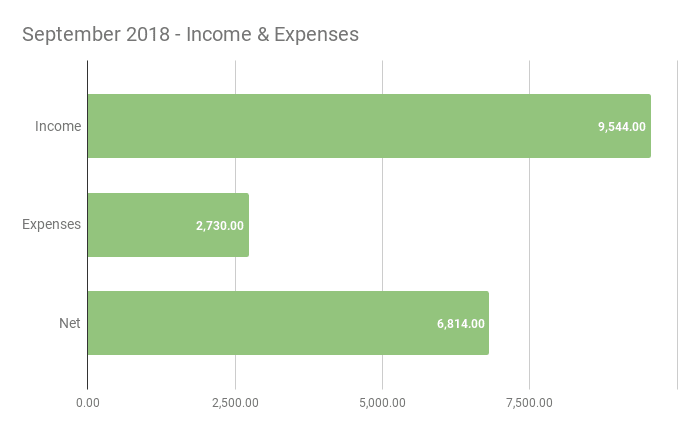 September 2018 - Income & Expenses
Income
9,544.00
Expenses
2,730.00
Net
6,814.00
0.00
2,500.00
5,000.00
7,500.00